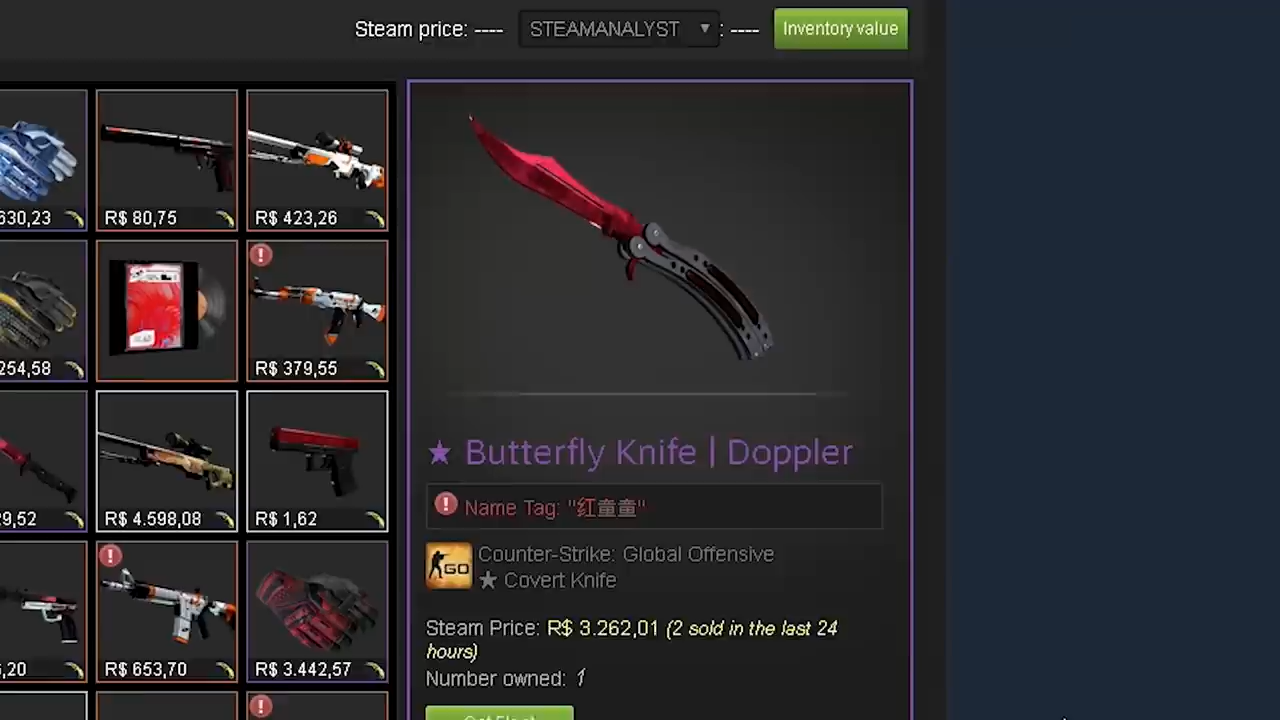 Steam price: ----
STEAMANALYST
: ----
Inventory value
630,23
R$ 80,75
R$ 423,26
254,58
R$ 379,55
29,52
R$ 4.598,08
R$ 1,62
6,20
R$ 653,70
R$ 3.442,57
★ Butterfly Knife | Doppler
Name Tag: "红童童"
GO
Counter-Strike: Global Offensive
★ Covert Knife
Steam Price: R$ 3.262,01 (2 sold in the last 24
hours)
Number owned: 1